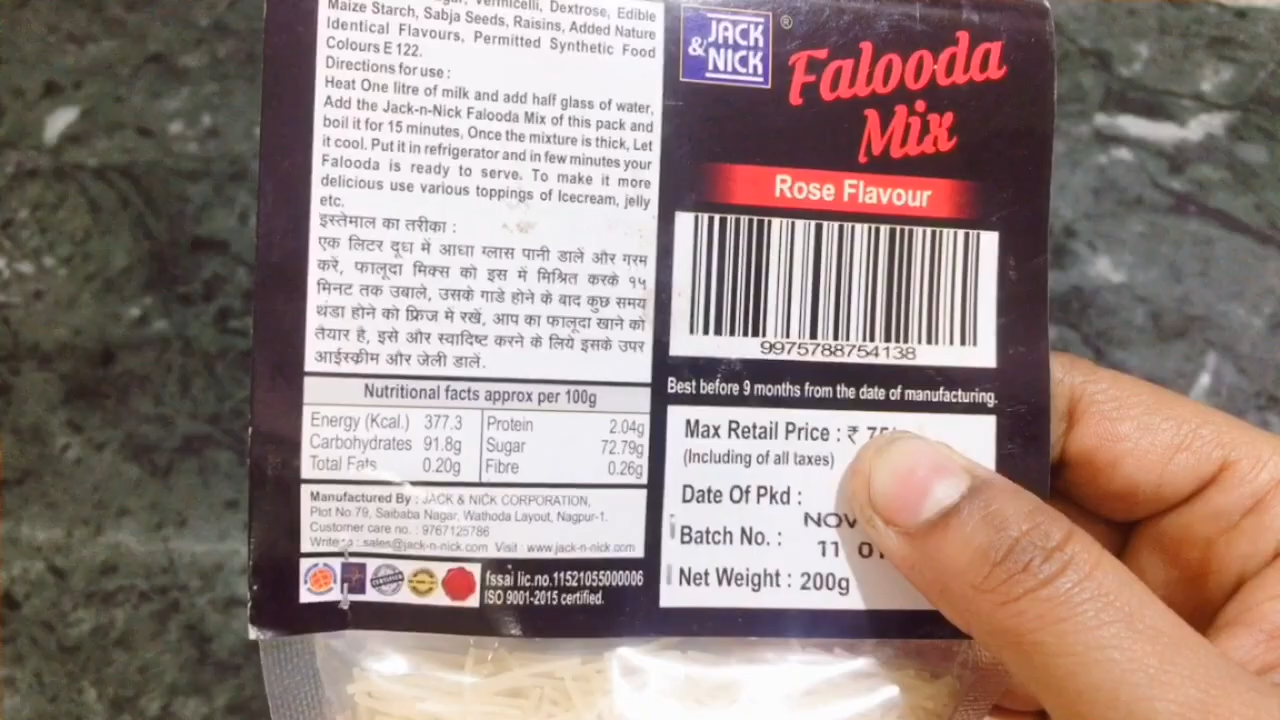 Vermicelli, Dextrose, Edible
Maize Starch, Sabja Seeds, Raisins, Added Nature
Identical Flavours, Permitted Synthetic Food
Colours E 122.
Directions for use :
Heat One litre of milk and add half glass of water,
Add the Jack-n-Nick Falooda Mix of this pack and
boil it for 15 minutes, Once the mixture is thick, Let
it cool. Put it in refrigerator and in few minutes your
Falooda is ready to serve. To make it more
delicious use various toppings of Icecream, jelly
etc.
इस्तेमाल का तरीका :
एक लिटर दूध में आधा ग्लास पानी डालें और गरम
करें, फालूदा मिक्स को इस में मिश्रित करके १५
मिनट तक उबाले, उसके गाडे होने के बाद कुछ समय
थंडा होने को फ्रिज में रखें, आप का फालूदा खाने को
तैयार है, इसे और स्वादिष्ट करने के लिये इसके उपर
आईस्क्रीम और जेली डालें.
Nutritional facts approx per 100g
Energy (Kcal.) 377.3 Protein 2.04g
Carbohydrates 91.8g Sugar 72.79g
Total Fats 0.20g Fibre 0.26g
Manufactured By : JACK & NICK CORPORATION,
Plot No.79, Saibaba Nagar, Wathoda Layout, Nagpur-1.
Customer care no. : 9767125786
Write to : sales@jack-n-nick.com Visit : www.jack-n-nick.com
fssai lic.no.11521055000006
ISO 9001-2015 certified.
JACK
& NICK ®
Falooda
Mix
Rose Flavour
9975788754138
Best before 9 months from the date of manufacturing.
Max Retail Price : ₹
(Including of all taxes)
Date Of Pkd :
NOV
Batch No. :
11
Net Weight : 200g